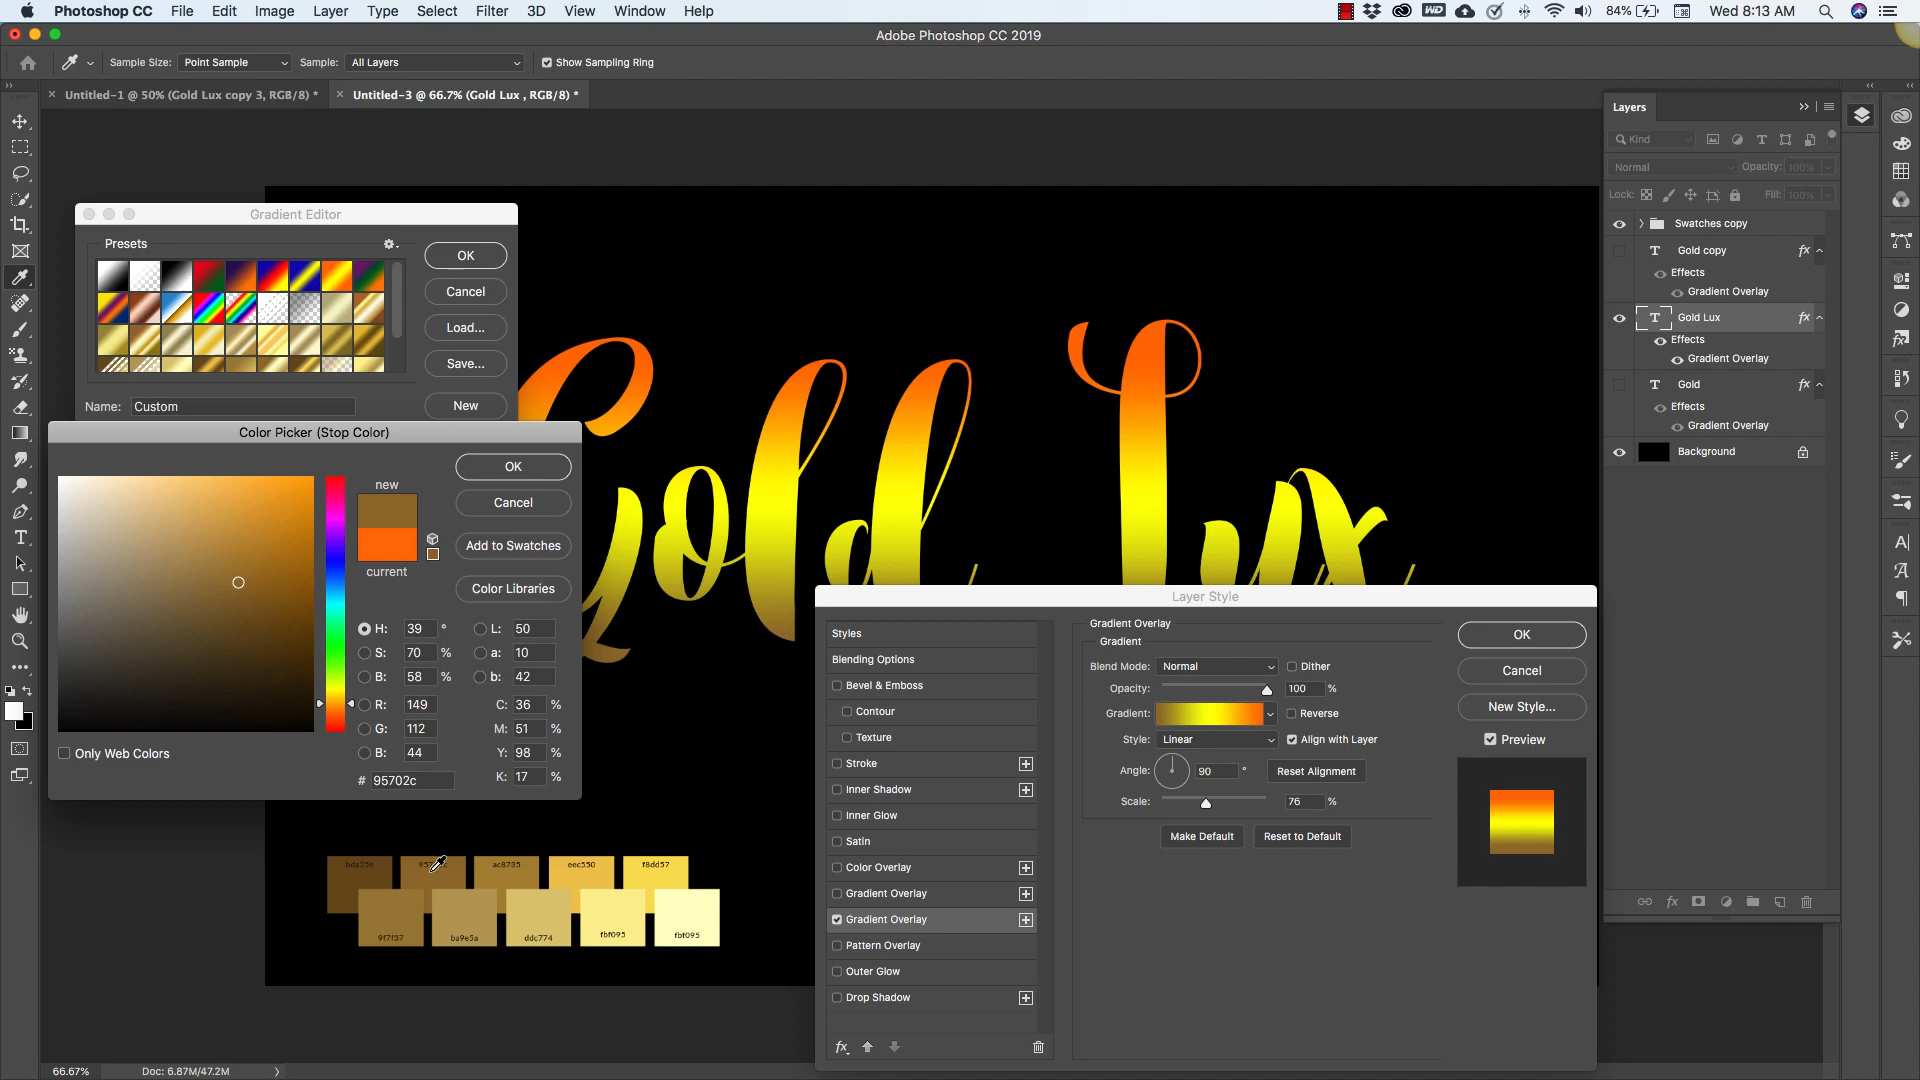 Photoshop CC File Edit Image Layer Type Select Filter 3D View Window Help 84% Wed 8:13 AM
Adobe Photoshop CC 2019
Sample Size: Point Sample Sample: All Layers Show Sampling Ring
Untitled-1 @ 50% (Gold Lux copy 3, RGB/8) * Untitled-3 @ 66.7% (Gold Lux , RGB/8) *
Gradient Editor
Presets
OK
Cancel
Load...
Save...
New
Name: Custom
Color Picker (Stop Color)
new
current
OK
Cancel
Add to Swatches
Color Libraries
H: 39 ° L: 50
S: 70 % a: 10
B: 58 % b: 42
R: 149 C: 36 %
G: 112 M: 51 %
B: 44 Y: 98 %
# 95702c K: 17 %
Only Web Colors
Gold Lux
ac8735 eec550 f8dd57
9f7f37 ba9e5a ddc774 fbf095 fbf095
Layer Style
Styles
Blending Options
Bevel & Emboss
Contour
Texture
Stroke
Inner Shadow
Inner Glow
Satin
Color Overlay
Gradient Overlay
Gradient Overlay
Pattern Overlay
Outer Glow
Drop Shadow
fx
Gradient Overlay
Gradient
Blend Mode: Normal Dither
Opacity: 100 %
Gradient: Reverse
Style: Linear Align with Layer
Angle: 90 ° Reset Alignment
Scale: 76 %
Make Default Reset to Default
OK
Cancel
New Style...
Preview
Layers
Kind
Normal Opacity: 100%
Lock: Fill: 100%
Swatches copy
T Gold copy fx
Effects
Gradient Overlay
T Gold Lux fx
Effects
Gradient Overlay
T Gold fx
Effects
Gradient Overlay
Background
fx
66.67% Doc: 6.87M/47.2M